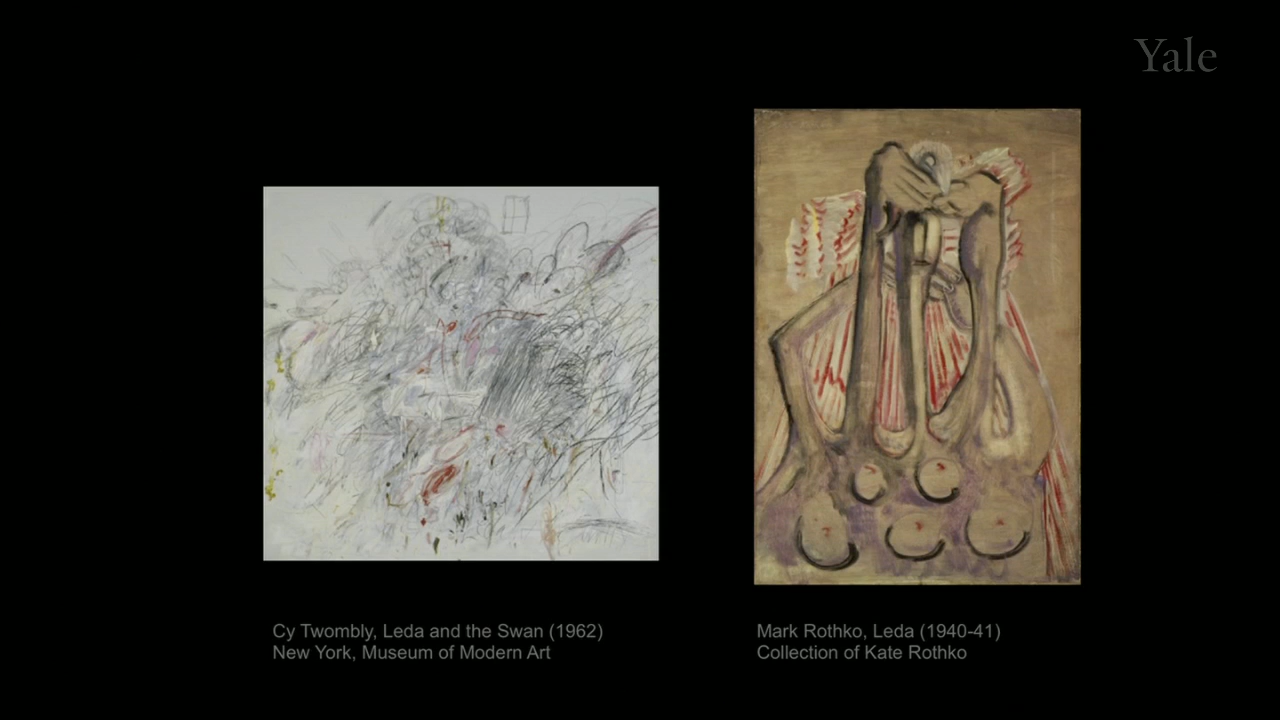 Yale
Cy Twombly, Leda and the Swan (1962)
New York, Museum of Modern Art
Mark Rothko, Leda (1940-41)
Collection of Kate Rothko